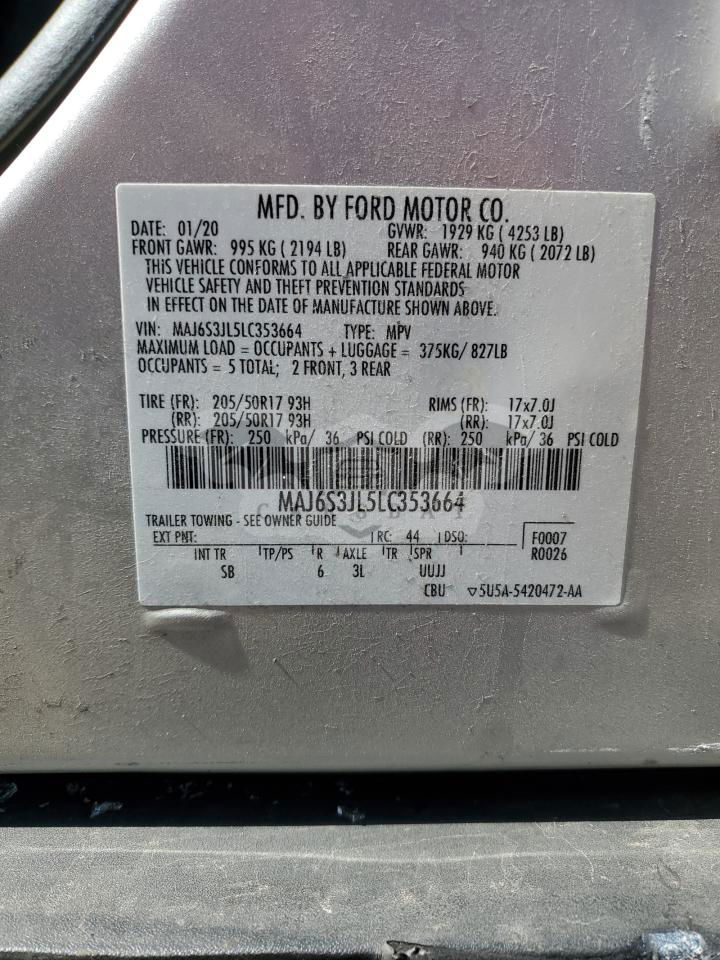 MFD. BY FORD MOTOR CO.
DATE: 01/20 GVWR: 1929 KG ( 4253 LB)
FRONT GAWR: 995 KG ( 2194 LB) REAR GAWR: 940 KG ( 2072 LB)
THIS VEHICLE CONFORMS TO ALL APPLICABLE FEDERAL MOTOR
VEHICLE SAFETY AND THEFT PREVENTION STANDARDS
IN EFFECT ON THE DATE OF MANUFACTURE SHOWN ABOVE.
VIN: MAJ6S3JL5LC353664 TYPE: MPV
MAXIMUM LOAD = OCCUPANTS + LUGGAGE = 375KG/ 827LB
OCCUPANTS = 5 TOTAL; 2 FRONT, 3 REAR
TIRE (FR): 205/50R17 93H RIMS (FR): 17x7.0J
(RR): 205/50R17 93H (RR): 17x7.0J
PRESSURE (FR): 250 kPa/ 36 PSI COLD (RR): 250 kPa/ 36 PSI COLD
MAJ6S3JL5LC353664
TRAILER TOWING - SEE OWNER GUIDE
EXT PNT: RC: 44 DSO: F0007
INT TR TP/PS R AXLE TR SPR R0026
SB 6 3L UUJJ
CBU 5U5A-5420472-AA